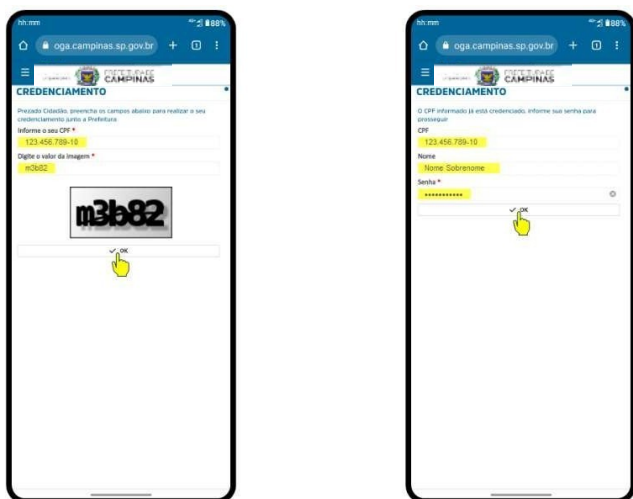 hh:mm
88%
oga.campinas.sp.gov.br
CAMPINAS
CREDENCIAMENTO
Prezado Cidadão, preencha os campos abaixo para realizar o seu
credenciamento junto a Prefeitura
Informe o seu CPF *
123.456.789-10
Digite o valor da imagem *
m3b82
m3b82
OK
hh:mm
88%
oga.campinas.sp.gov.br
CAMPINAS
CREDENCIAMENTO
O CPF informado já está credenciado, informe sua senha para
prosseguir
CPF
123.456.789-10
Nome
Nome Sobrenome
Senha *
•••••••••••
OK